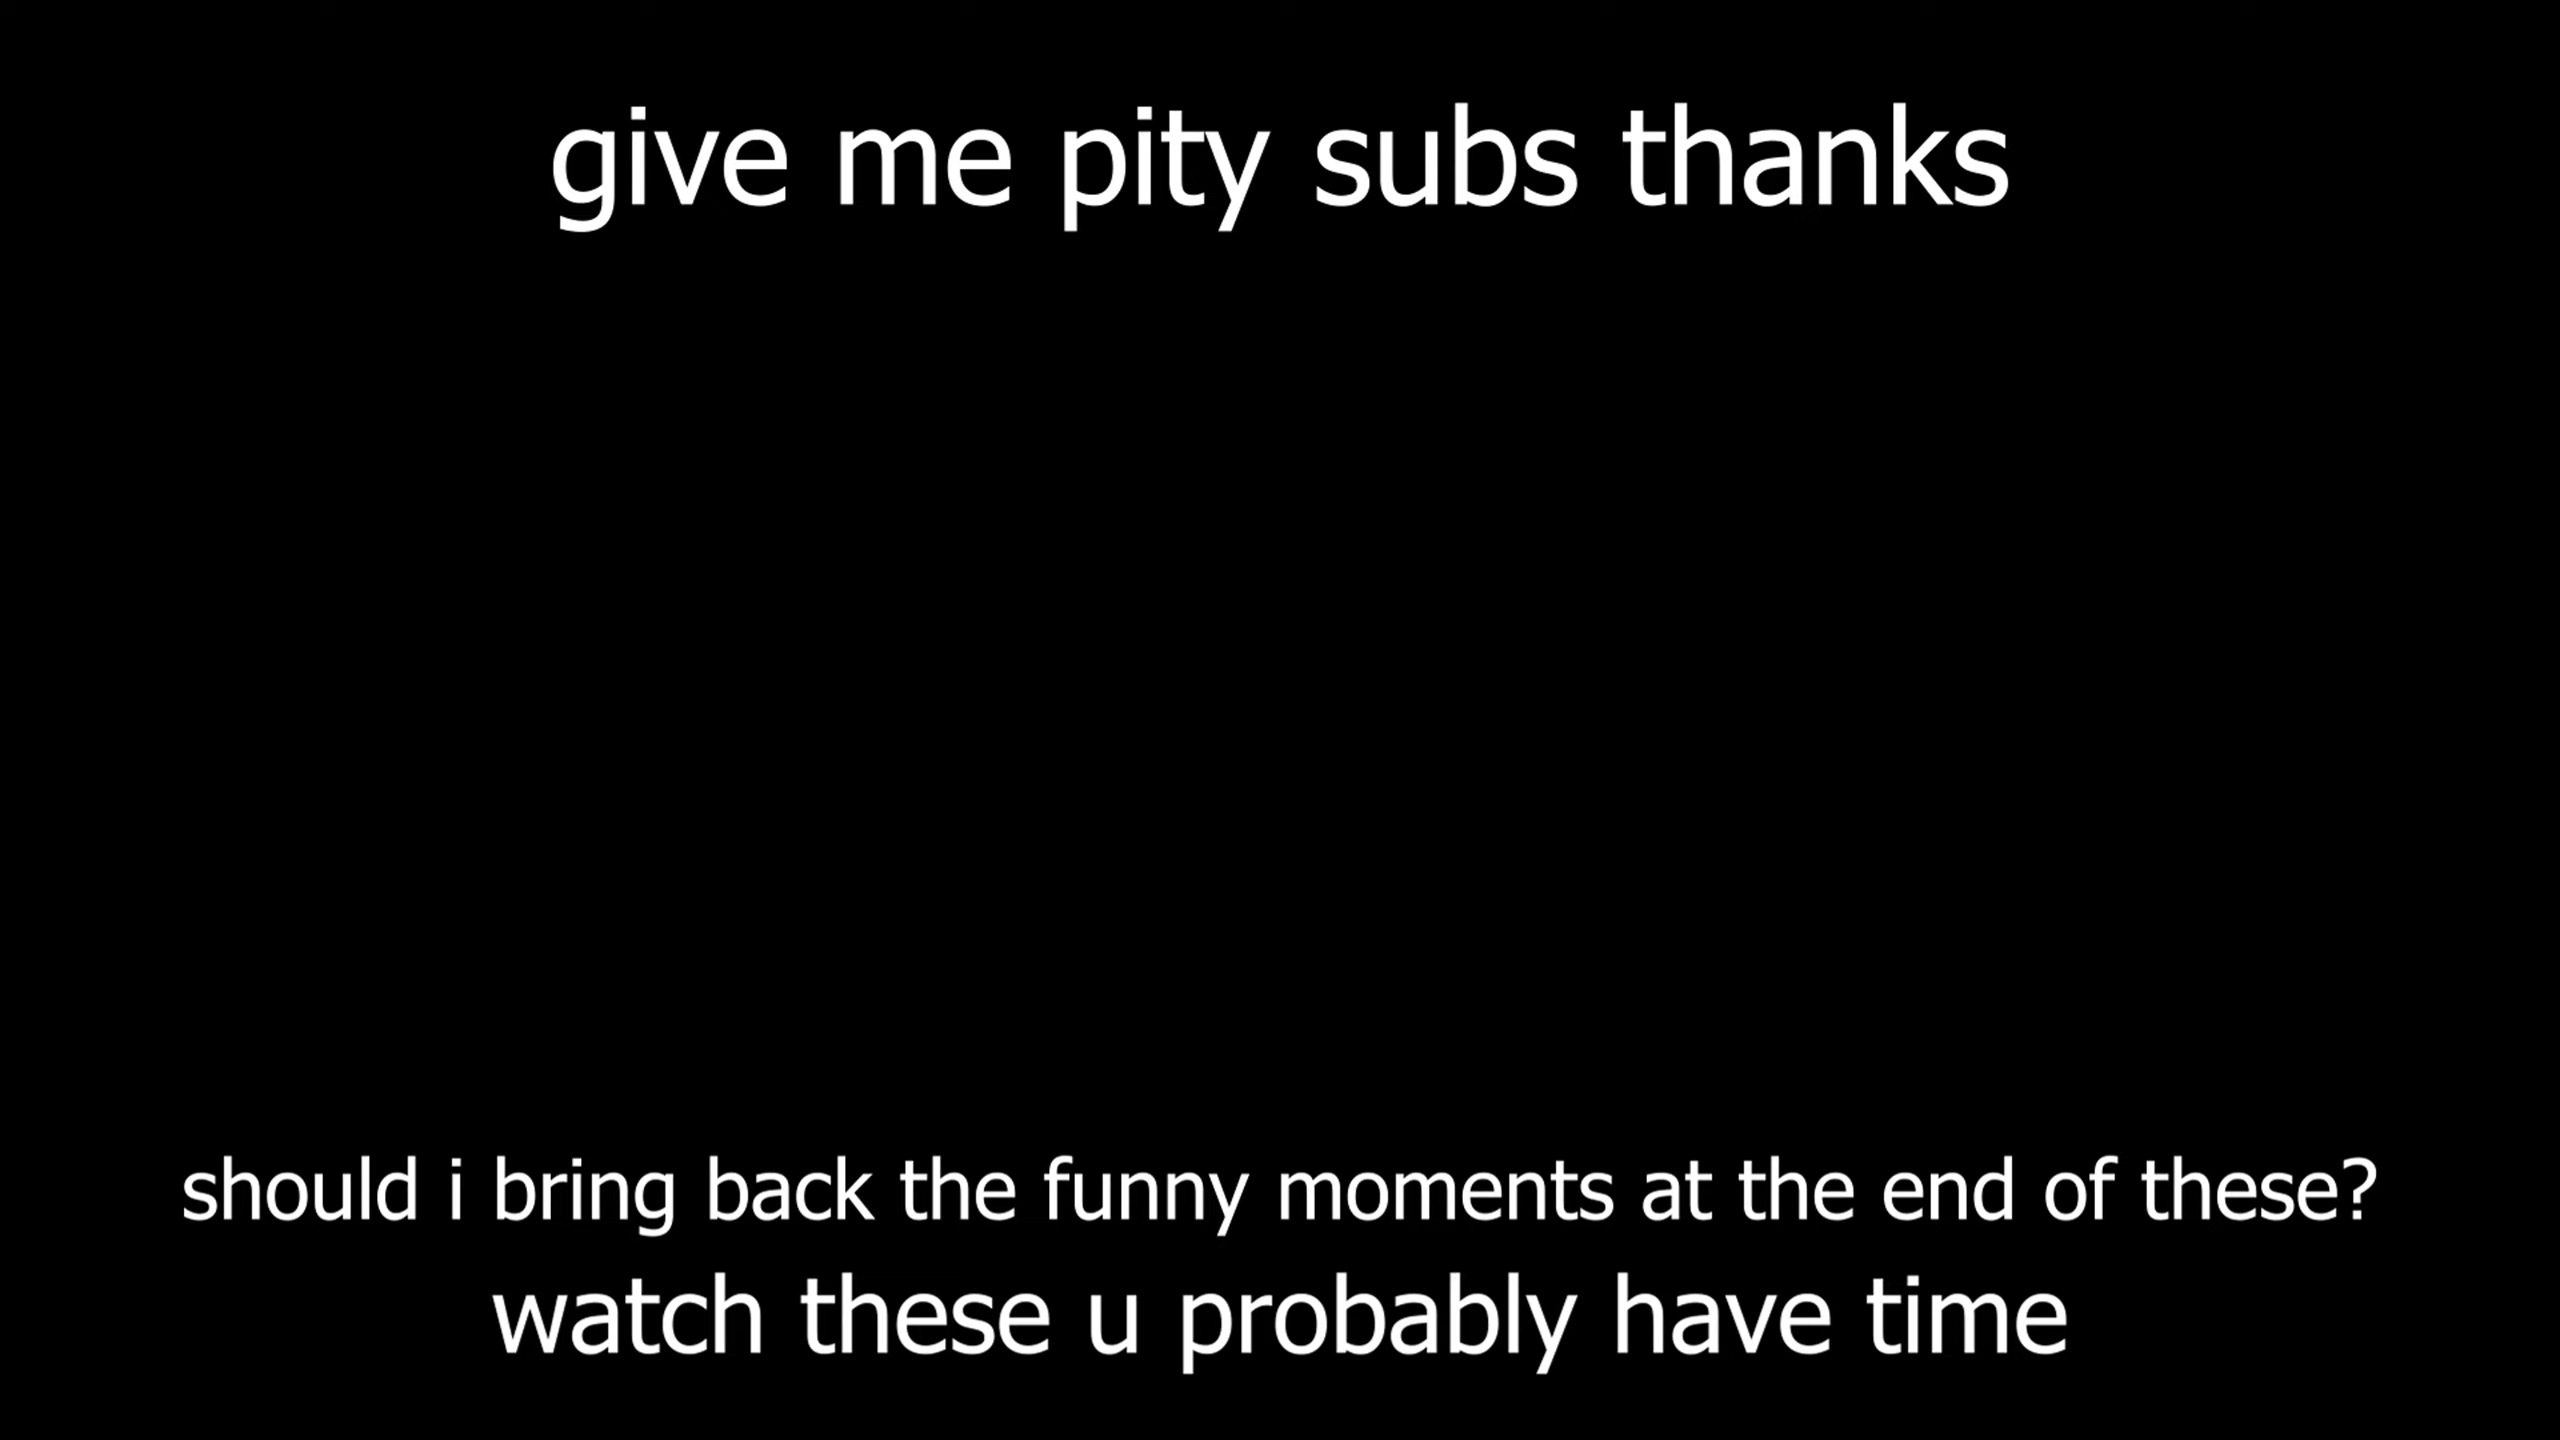 give me pity subs thanks
should i bring back the funny moments at the end of these?
watch these u probably have time